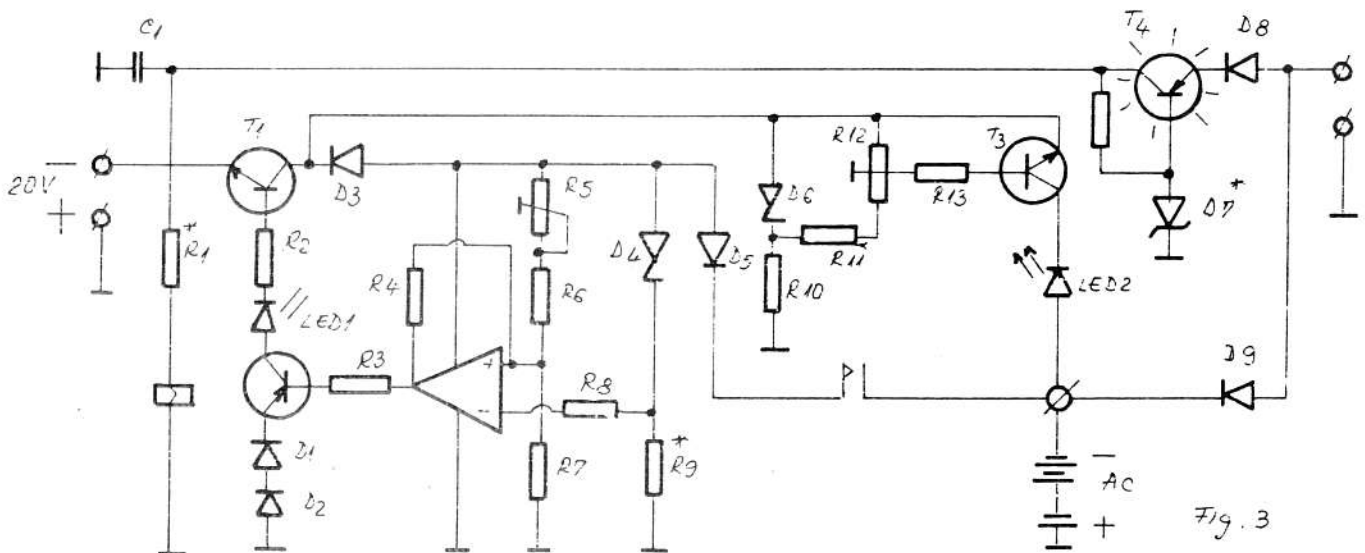 C1
T4
D8
T1
R12
T3
20V
−
+
D3
R5
D6
R13
D7*
R1*
R2
R4
D4
D5
R11
R6
R10
LED2
LED1
R3
+
−
R8
P
D9
D1
R7
R9*
D2
−
AC
+
Fig. 3